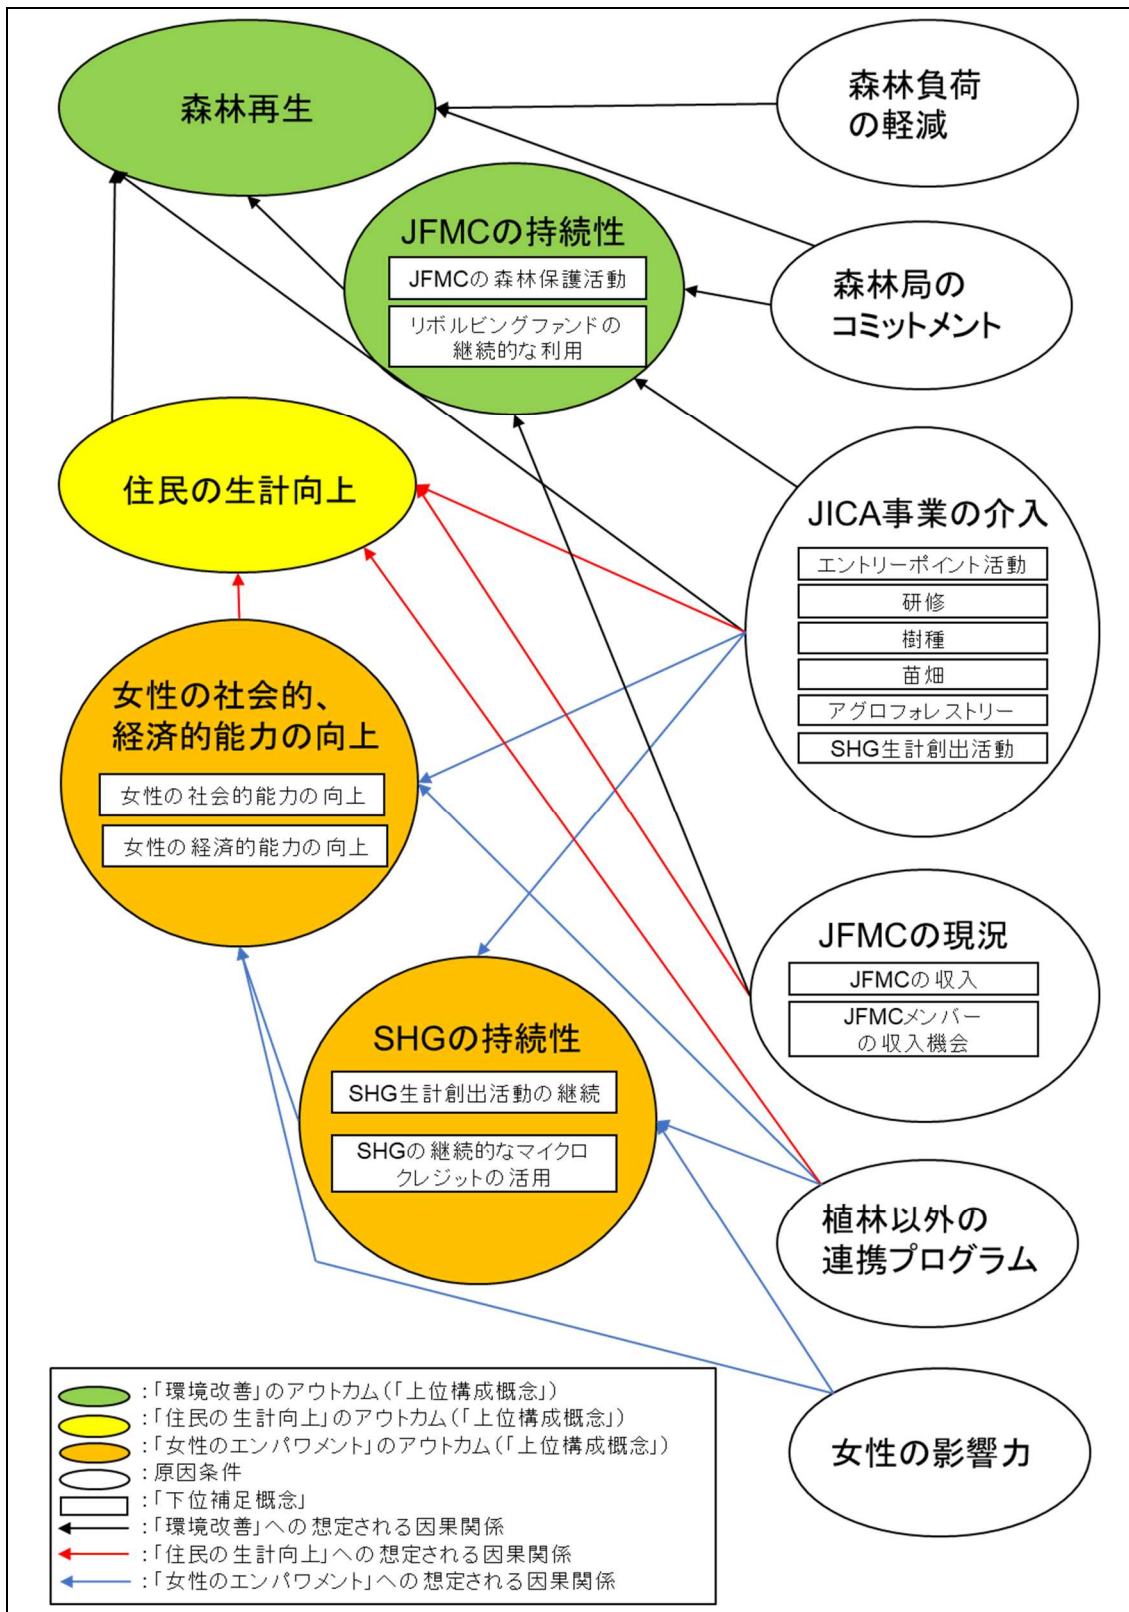 森林再生
森林負荷
の軽減
JFMCの持続性
JFMCの森林保護活動
リボルビングファンドの
継続的な利用
森林局の
コミットメント
住民の生計向上
JICA事業の介入
エントリーポイント活動
研修
樹種
苗畑
アグロフォレストリー
SHG生計創出活動
女性の社会的、
経済的能力の向上
女性の社会的能力の向上
女性の経済的能力の向上
JFMCの現況
JFMCの収入
JFMCメンバー
の収入機会
SHGの持続性
SHG生計創出活動の継続
SHGの継続的なマイクロ
クレジットの活用
植林以外の
連携プログラム
女性の影響力
:「環境改善」のアウトカム(「上位構成概念」)
:「住民の生計向上」のアウトカム(「上位構成概念」)
:「女性のエンパワメント」のアウトカム(「上位構成概念」)
:原因条件
:「下位補足概念」
:「環境改善」への想定される因果関係
:「住民の生計向上」への想定される因果関係
:「女性のエンパワメント」への想定される因果関係